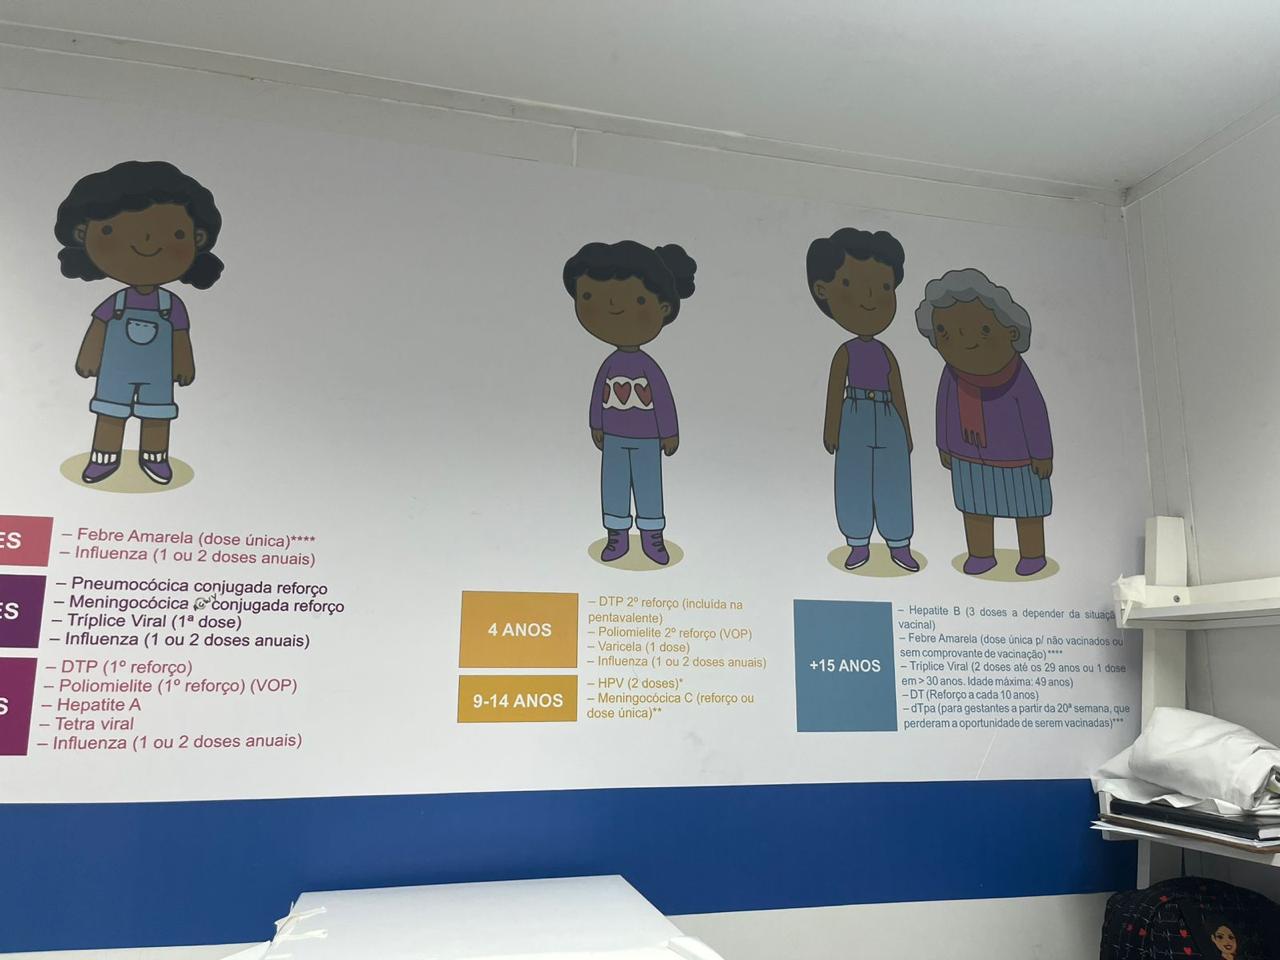 ES
– Febre Amarela (dose única)****
– Influenza (1 ou 2 doses anuais)
ES
– Pneumocócica conjugada reforço
– Meningocócica conjugada reforço
– Tríplice Viral (1ª dose)
– Influenza (1 ou 2 doses anuais)
S
– DTP (1º reforço)
– Poliomielite (1º reforço) (VOP)
– Hepatite A
– Tetra viral
– Influenza (1 ou 2 doses anuais)
4 ANOS
– DTP 2º reforço (incluída na
pentavalente)
– Poliomielite 2º reforço (VOP)
– Varicela (1 dose)
– Influenza (1 ou 2 doses anuais)
9-14 ANOS
– HPV (2 doses)*
– Meningocócica C (reforço ou
dose única)**
+15 ANOS
– Hepatite B (3 doses a depender da situaçã
vacinal)
– Febre Amarela (dose única p/ não vacinados ou
sem comprovante de vacinação)****
– Tríplice Viral (2 doses até os 29 anos ou 1 dose
em > 30 anos. Idade máxima: 49 anos)
– DT (Reforço a cada 10 anos)
– dTpa (para gestantes a partir da 20ª semana, que
perderam a oportunidade de serem vacinadas)***